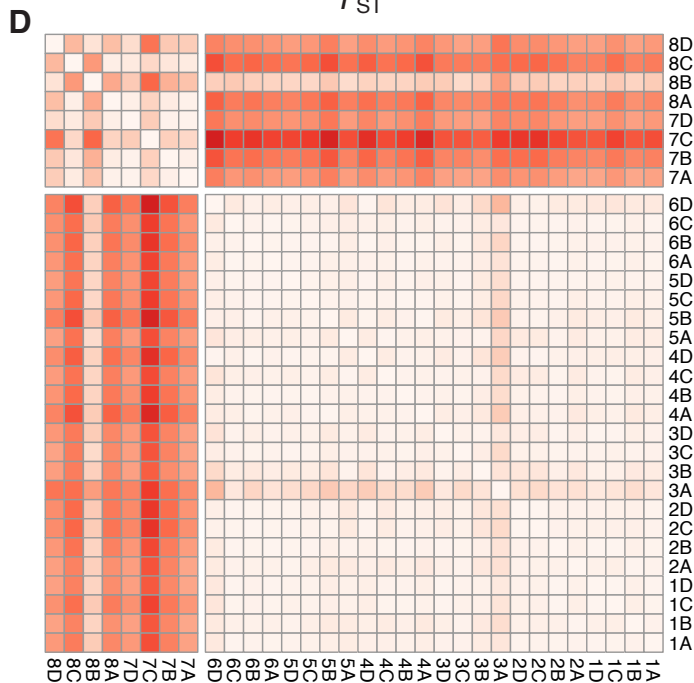 FST
D
8D
8C
8B
8A
7D
7C
7B
7A
6D
6C
6B
6A
5D
5C
5B
5A
4D
4C
4B
4A
3D
3C
3B
3A
2D
2C
2B
2A
1D
1C
1B
1A
8D 8C 8B 8A 7D 7C 7B 7A 6D 6C 6B 6A 5D 5C 5B 5A 4D 4C 4B 4A 3D 3C 3B 3A 2D 2C 2B 2A 1D 1C 1B 1A